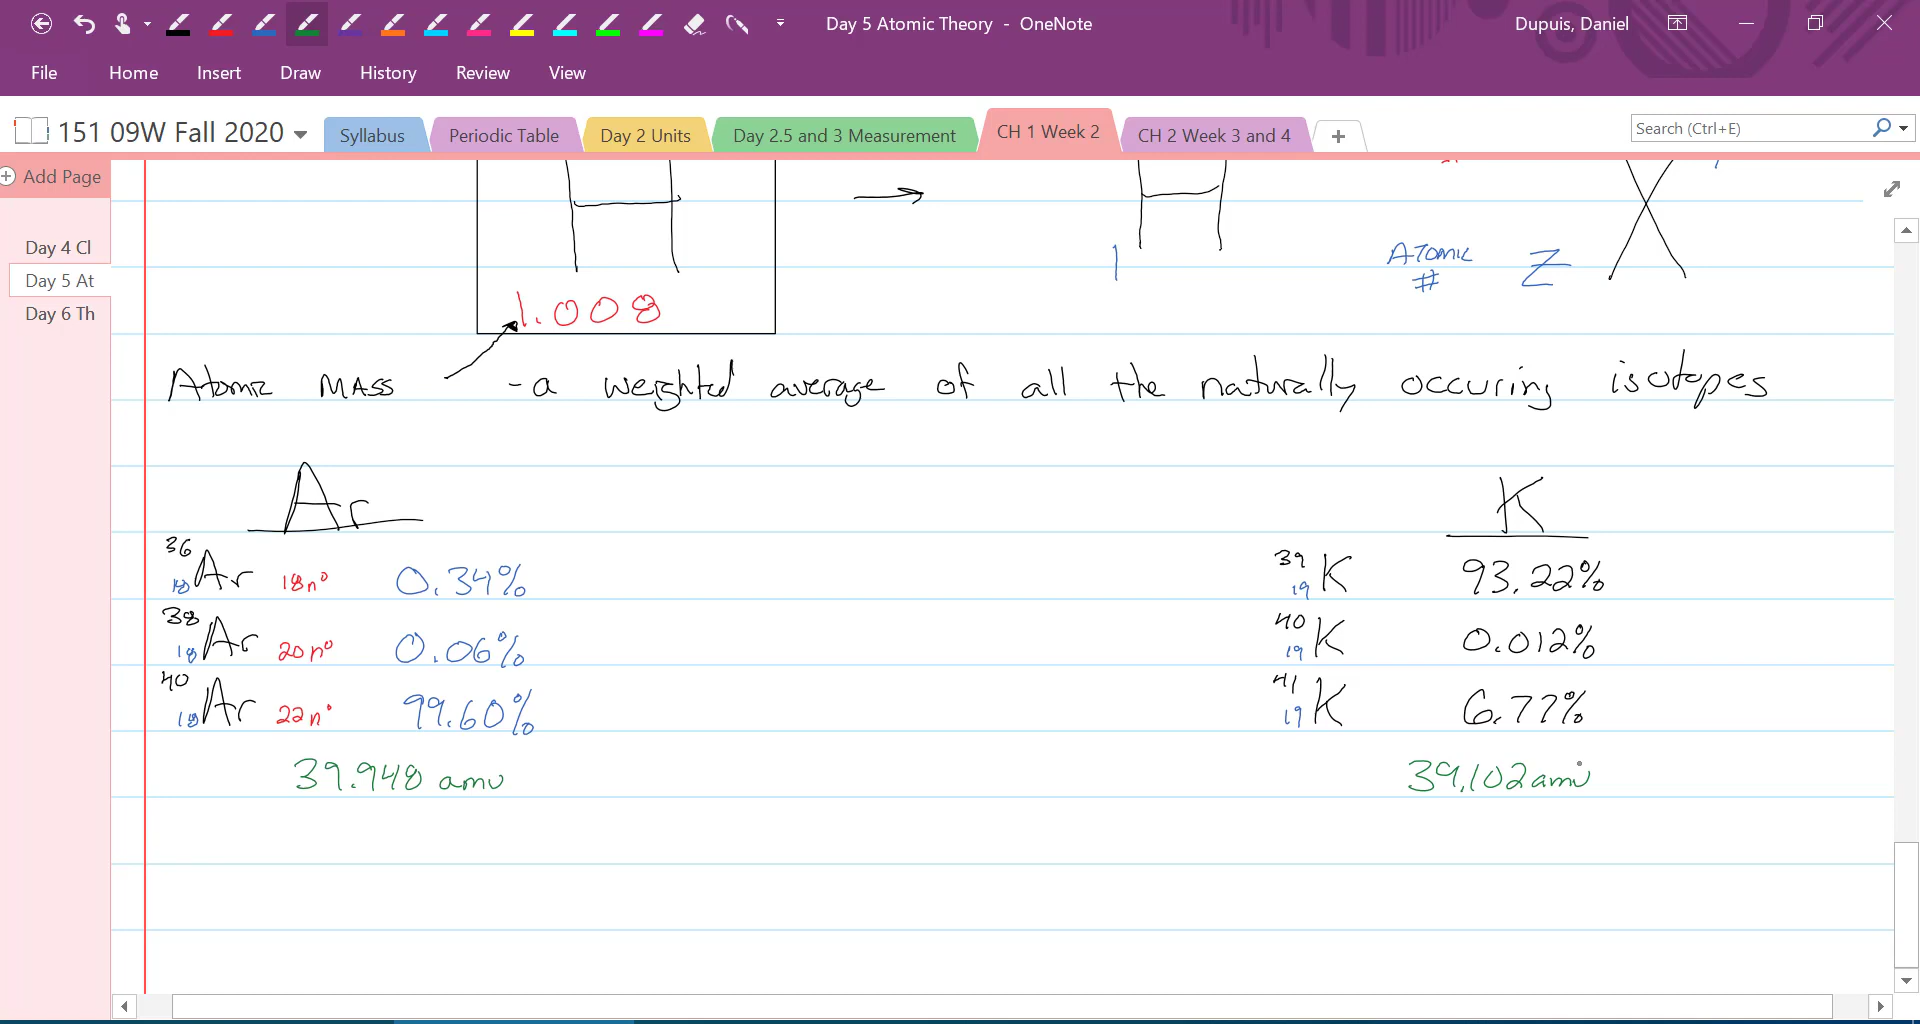 Day 5 Atomic Theory - OneNote
Dupuis, Daniel
File Home Insert Draw History Review View
151 09W Fall 2020
Syllabus
Periodic Table
Day 2 Units
Day 2.5 and 3 Measurement
CH 1 Week 2
CH 2 Week 3 and 4
Search (Ctrl+E)
Add Page
Day 4 Cl
Day 5 At
Day 6 Th
H H X
1 ATOMIC # Z
1.008
Atomic MASS - a weighted average of all the naturally occuring isotopes
Ar K
36 18 Ar 18n° 0.34% 39 19 K 93.22%
38 18 Ar 20n° 0.06% 40 19 K 0.012%
40 18 Ar 22n° 99.60% 41 19 K 6.77%
39.948 amu 39.102 amu